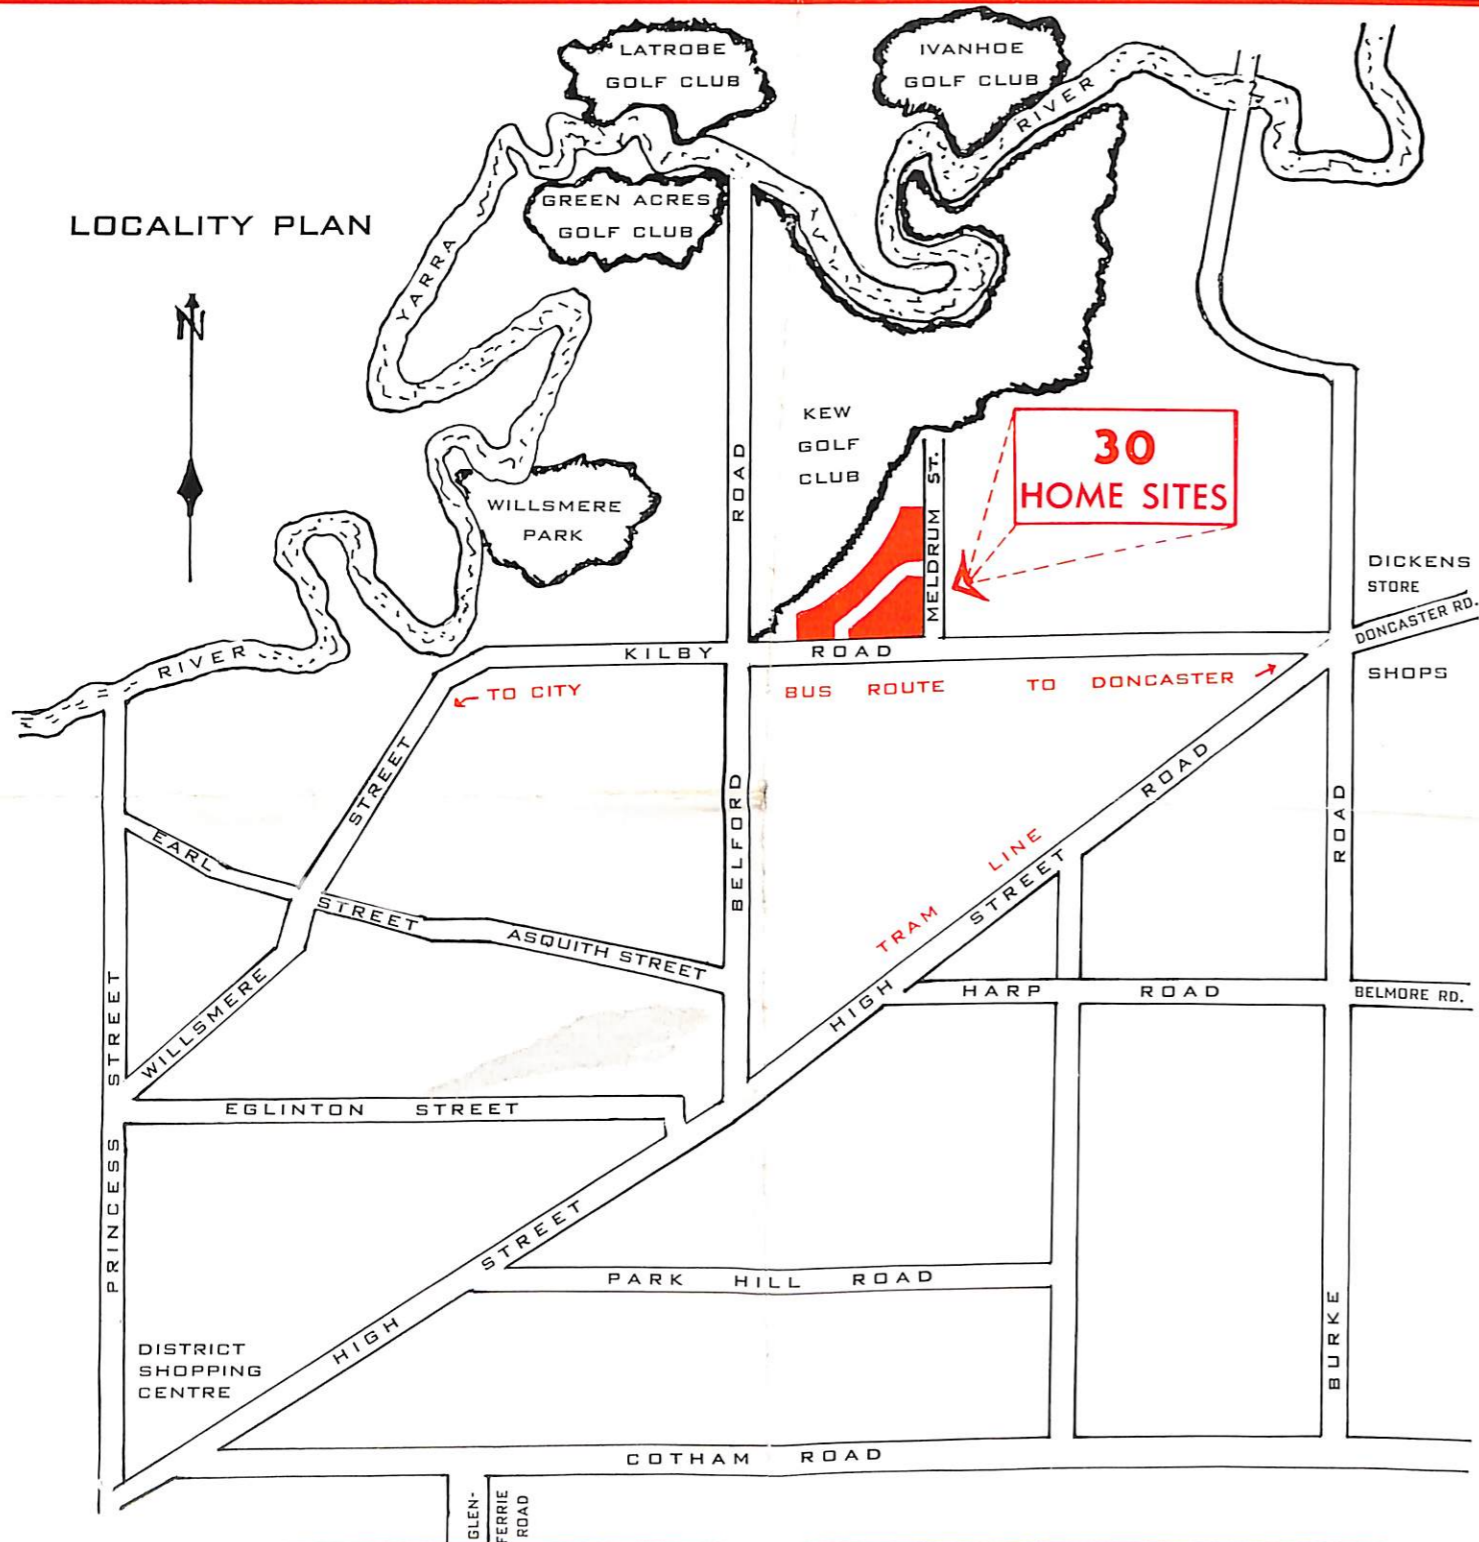 LATROBE
GOLF CLUB
IVANHOE
GOLF CLUB
RIVER
GREEN ACRES
GOLF CLUB
LOCALITY PLAN
YARRA
N
KEW
GOLF
CLUB
ROAD
MELDRUM ST.
30
HOME SITES
WILLSMERE
PARK
DICKENS
STORE
DONCASTER RD.
SHOPS
RIVER
KILBY ROAD
TO CITY
BUS ROUTE TO DONCASTER
STREET
ROAD
BELFORD
ROAD
TRAM LINE
STREET
EARL
STREET
ASQUITH STREET
WILLSMERE
HIGH
HARP ROAD
BELMORE RD.
STREET
PRINCESS
EGLINTON STREET
STREET
HIGH
PARK HILL ROAD
BURKE
DISTRICT
SHOPPING
CENTRE
COTHAM ROAD
GLEN-
FERRIE
ROAD